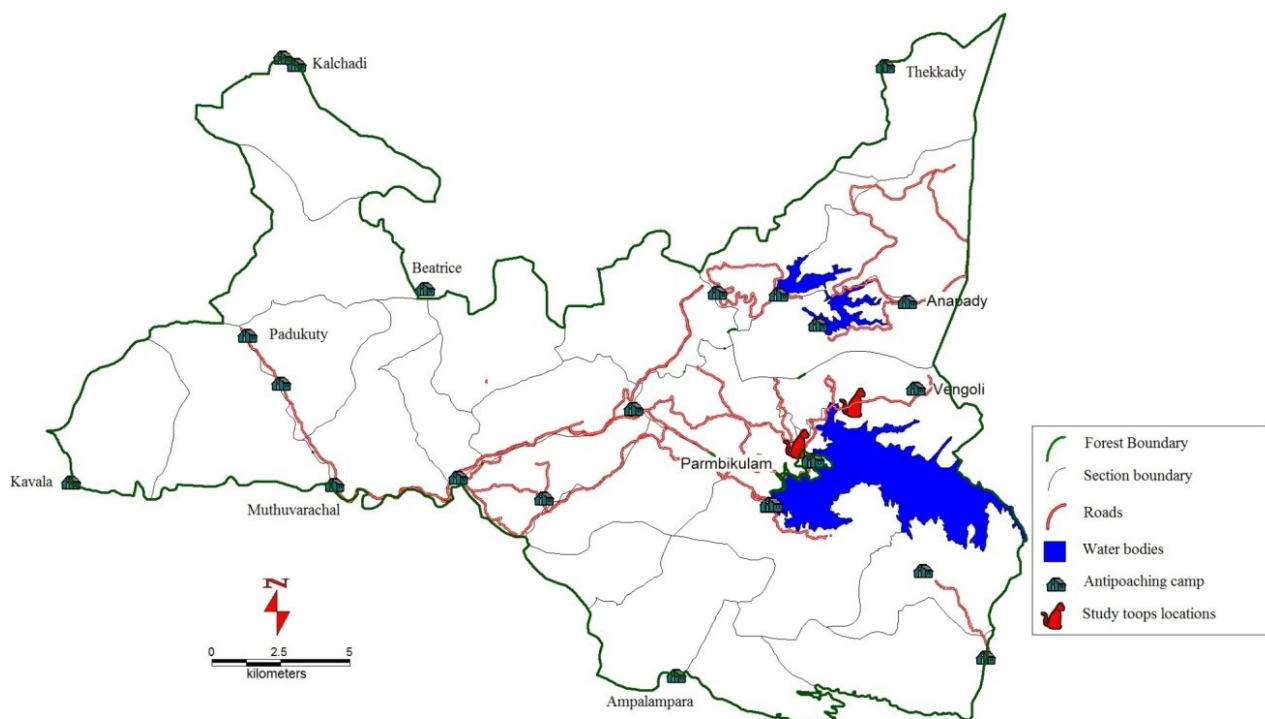 Kalchadi
Thekkady
Beatrice
Anapady
Padukuty
Vengoli
Parmbikulam
Kavala
Muthuvarachal
Ampalampara
N
0 2.5 5
kilometers
Forest Boundary
Section boundary
Roads
Water bodies
Antipoaching camp
Study toops locations